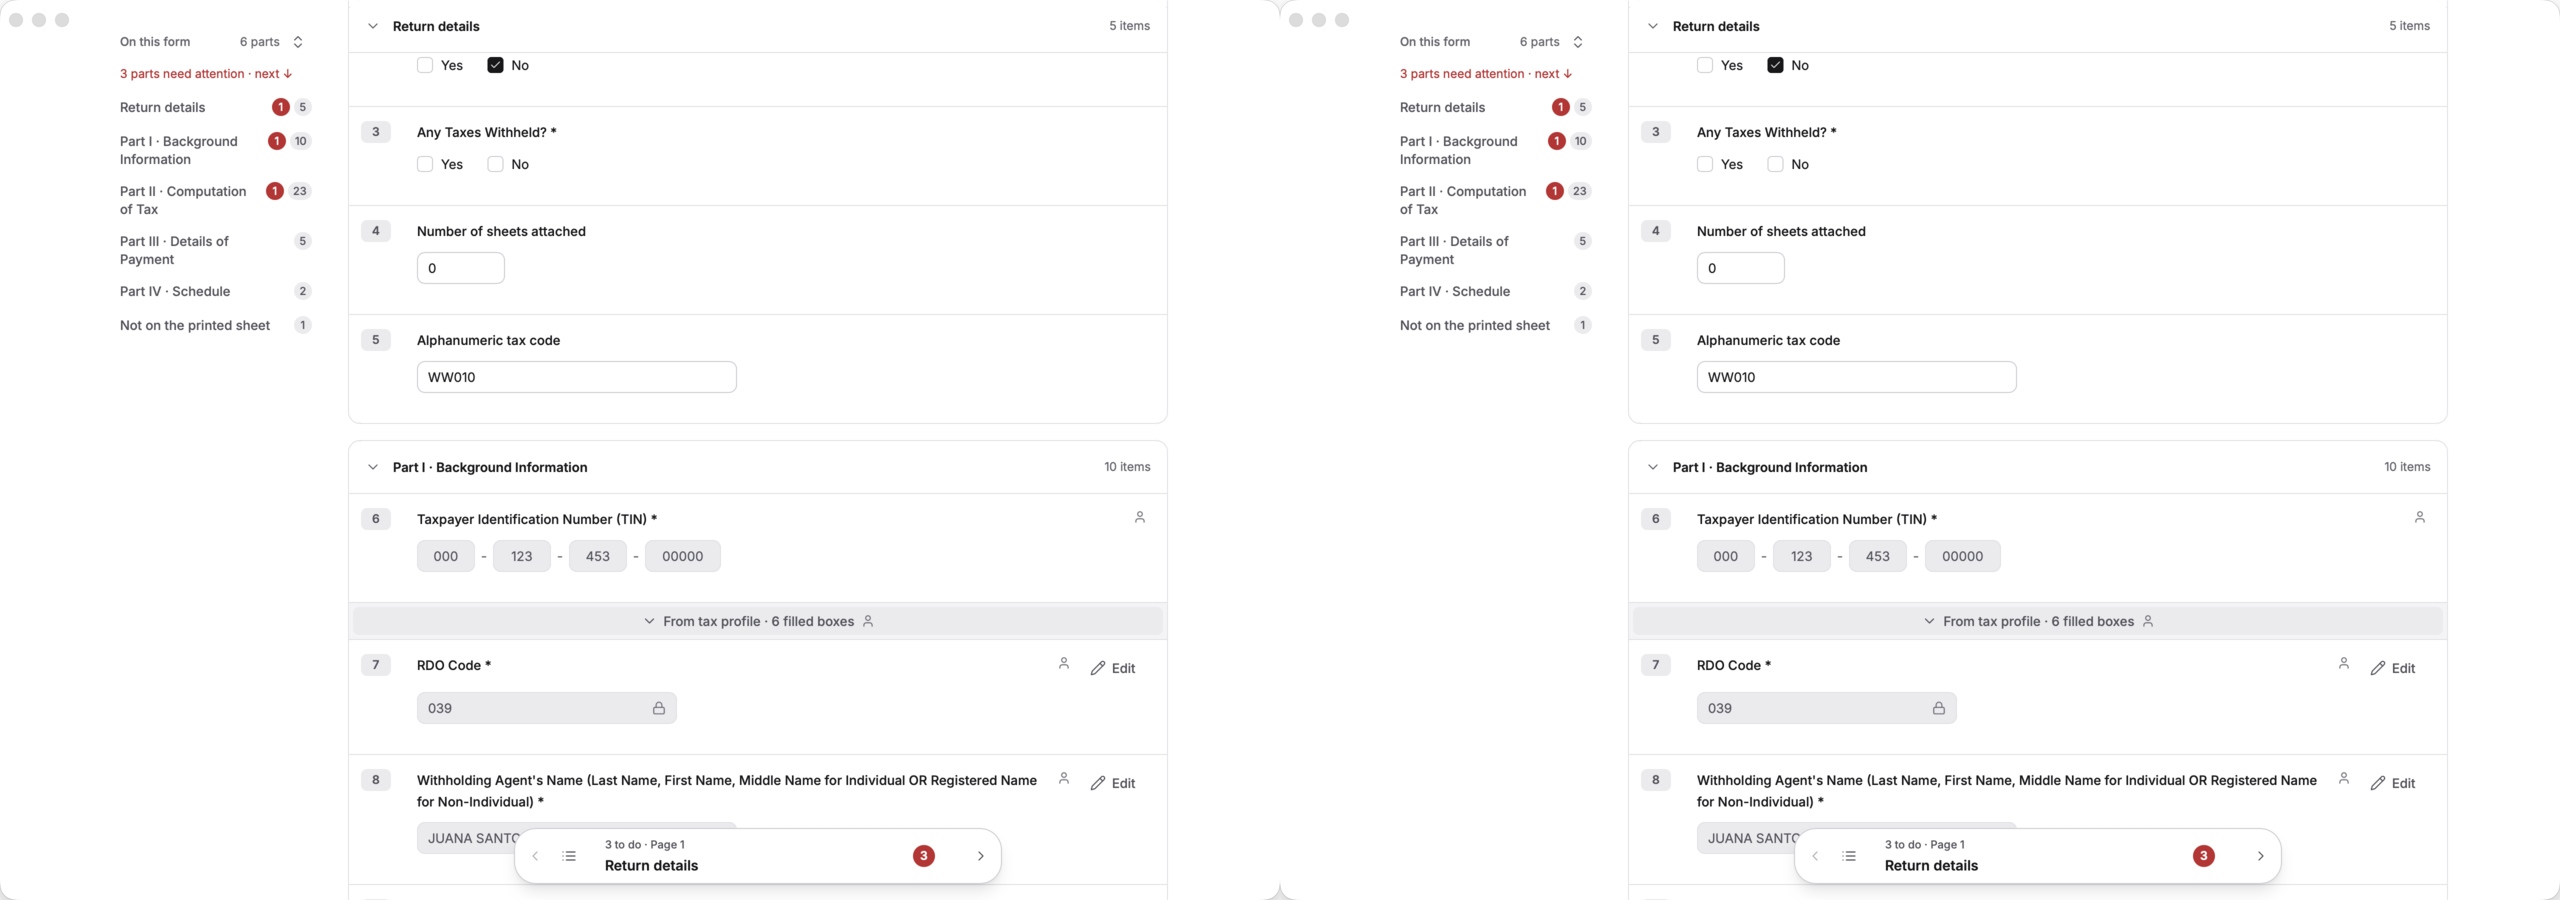 On this form 6 parts
3 parts need attention · next ↓
Return details 1 5
Part I · Background Information 1 10
Part II · Computation of Tax 1 23
Part III · Details of Payment 5
Part IV · Schedule 2
Not on the printed sheet 1
Return details 5 items
Yes No
3 Any Taxes Withheld? *
Yes No
4 Number of sheets attached
0
5 Alphanumeric tax code
WW010
Part I · Background Information 10 items
6 Taxpayer Identification Number (TIN) *
000 - 123 - 453 - 00000
From tax profile · 6 filled boxes
7 RDO Code * Edit
039
8 Withholding Agent's Name (Last Name, First Name, Middle Name for Individual OR Registered Name Edit
for Non-Individual) *
JUANA SANTO
3 to do · Page 1
Return details 3
On this form 6 parts
3 parts need attention · next ↓
Return details 1 5
Part I · Background Information 1 10
Part II · Computation of Tax 1 23
Part III · Details of Payment 5
Part IV · Schedule 2
Not on the printed sheet 1
Return details 5 items
Yes No
3 Any Taxes Withheld? *
Yes No
4 Number of sheets attached
0
5 Alphanumeric tax code
WW010
Part I · Background Information 10 items
6 Taxpayer Identification Number (TIN) *
000 - 123 - 453 - 00000
From tax profile · 6 filled boxes
7 RDO Code * Edit
039
8 Withholding Agent's Name (Last Name, First Name, Middle Name for Individual OR Registered Name Edit
for Non-Individual) *
JUANA SANTO
3 to do · Page 1
Return details 3